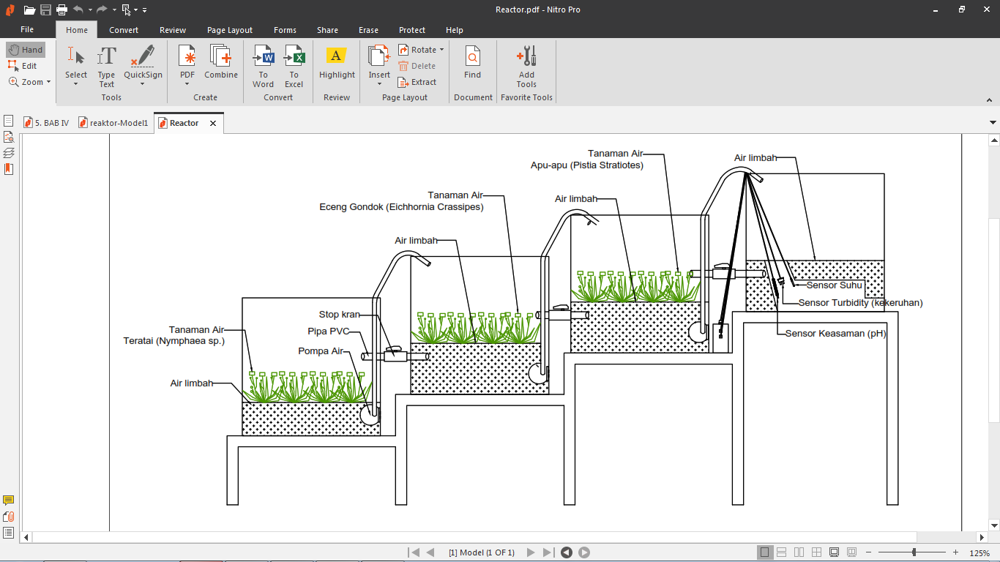 Reactor.pdf - Nitro Pro
File
Home
Convert
Review
Page Layout
Forms
Share
Erase
Protect
Help
Hand
Edit
Zoom
Select
Type
Text
QuickSign
Tools
PDF
Combine
Create
To
Word
To
Excel
Convert
Highlight
Review
Insert
Rotate
Delete
Extract
Page Layout
Find
Document
Add
Tools
Favorite Tools
5. BAB IV
reaktor-Model1
Reactor
Tanaman Air
Apu-apu (Pistia Stratiotes)
Air limbah
Tanaman Air
Eceng Gondok (Eichhornia Crassipes)
Air limbah
Air limbah
Sensor Suhu
Sensor Turbidity (kekeruhan)
Sensor Keasaman (pH)
Stop kran
Pipa PVC
Pompa Air
Tanaman Air
Teratai (Nymphaea sp.)
Air limbah
[1] Model (1 OF 1)
125%